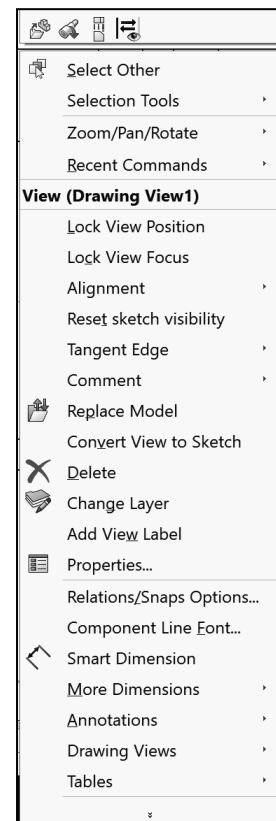 Select Other
Selection Tools
Zoom/Pan/Rotate
Recent Commands
View (Drawing View1)
Lock View Position
Lock View Focus
Alignment
Reset sketch visibility
Tangent Edge
Comment
Replace Model
Convert View to Sketch
Delete
Change Layer
Add View Label
Properties...
Relations/Snaps Options...
Component Line Font...
Smart Dimension
More Dimensions
Annotations
Drawing Views
Tables